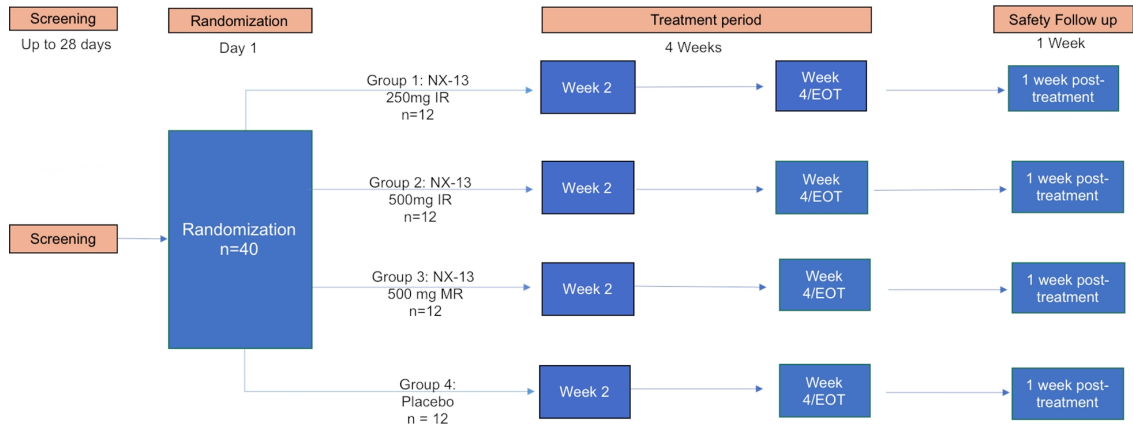 Screening
Randomization
Treatment period
Safety Follow up
Up to 28 days
Day 1
4 Weeks
1 Week
Group 1: NX-13
250mg IR
n=12
Week 2
Week
4/EOT
1 week post-
treatment
Group 2: NX-13
500mg IR
n=12
Week 2
Week
4/EOT
1 week post-
treatment
Screening
Randomization
n=40
Group 3: NX-13
500 mg MR
n=12
Week 2
Week
4/EOT
1 week post-
treatment
Group 4:
Placebo
n = 12
Week 2
Week
4/EOT
1 week post-
treatment